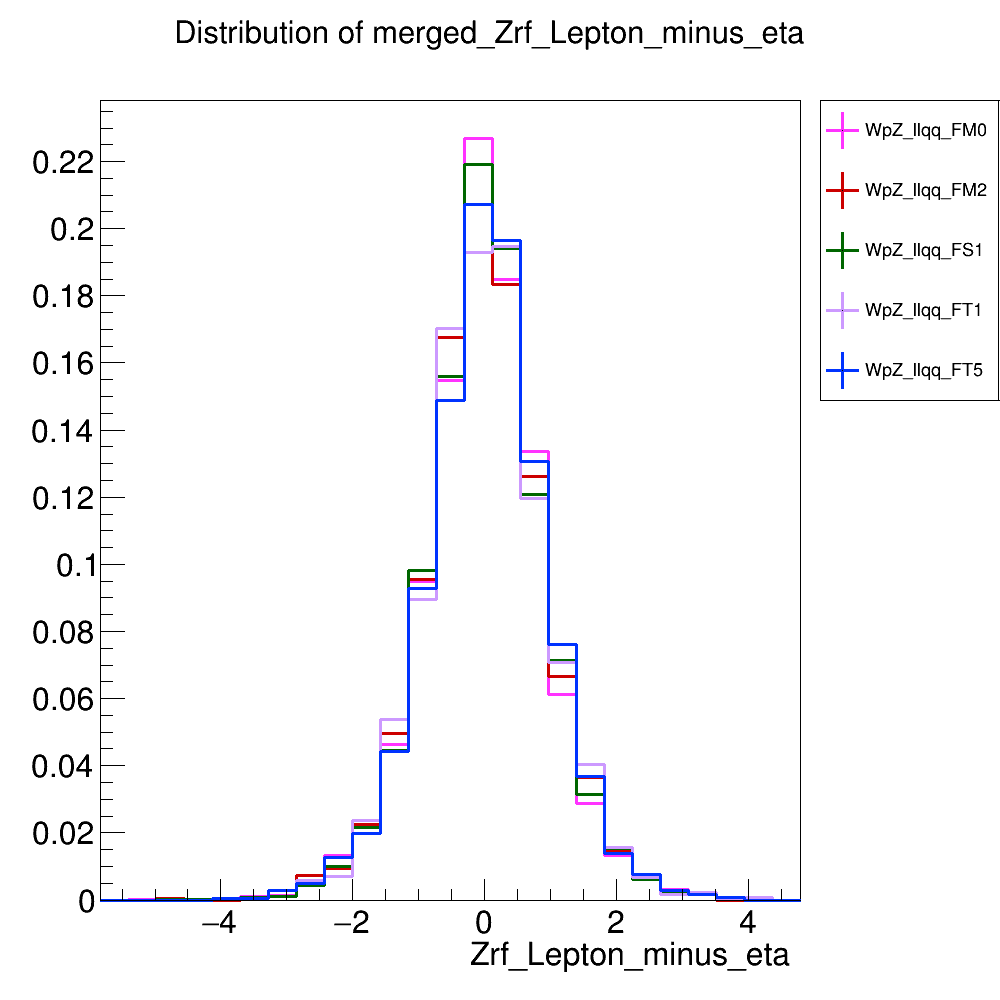 Distribution of merged_Zrf_Lepton_minus_eta
WpZ_llqq_FM0
WpZ_llqq_FM2
WpZ_llqq_FS1
WpZ_llqq_FT1
WpZ_llqq_FT5
0.22
0.2
0.18
0.16
0.14
0.12
0.1
0.08
0.06
0.04
0.02
0
−4 −2 0 2 4
Zrf_Lepton_minus_eta